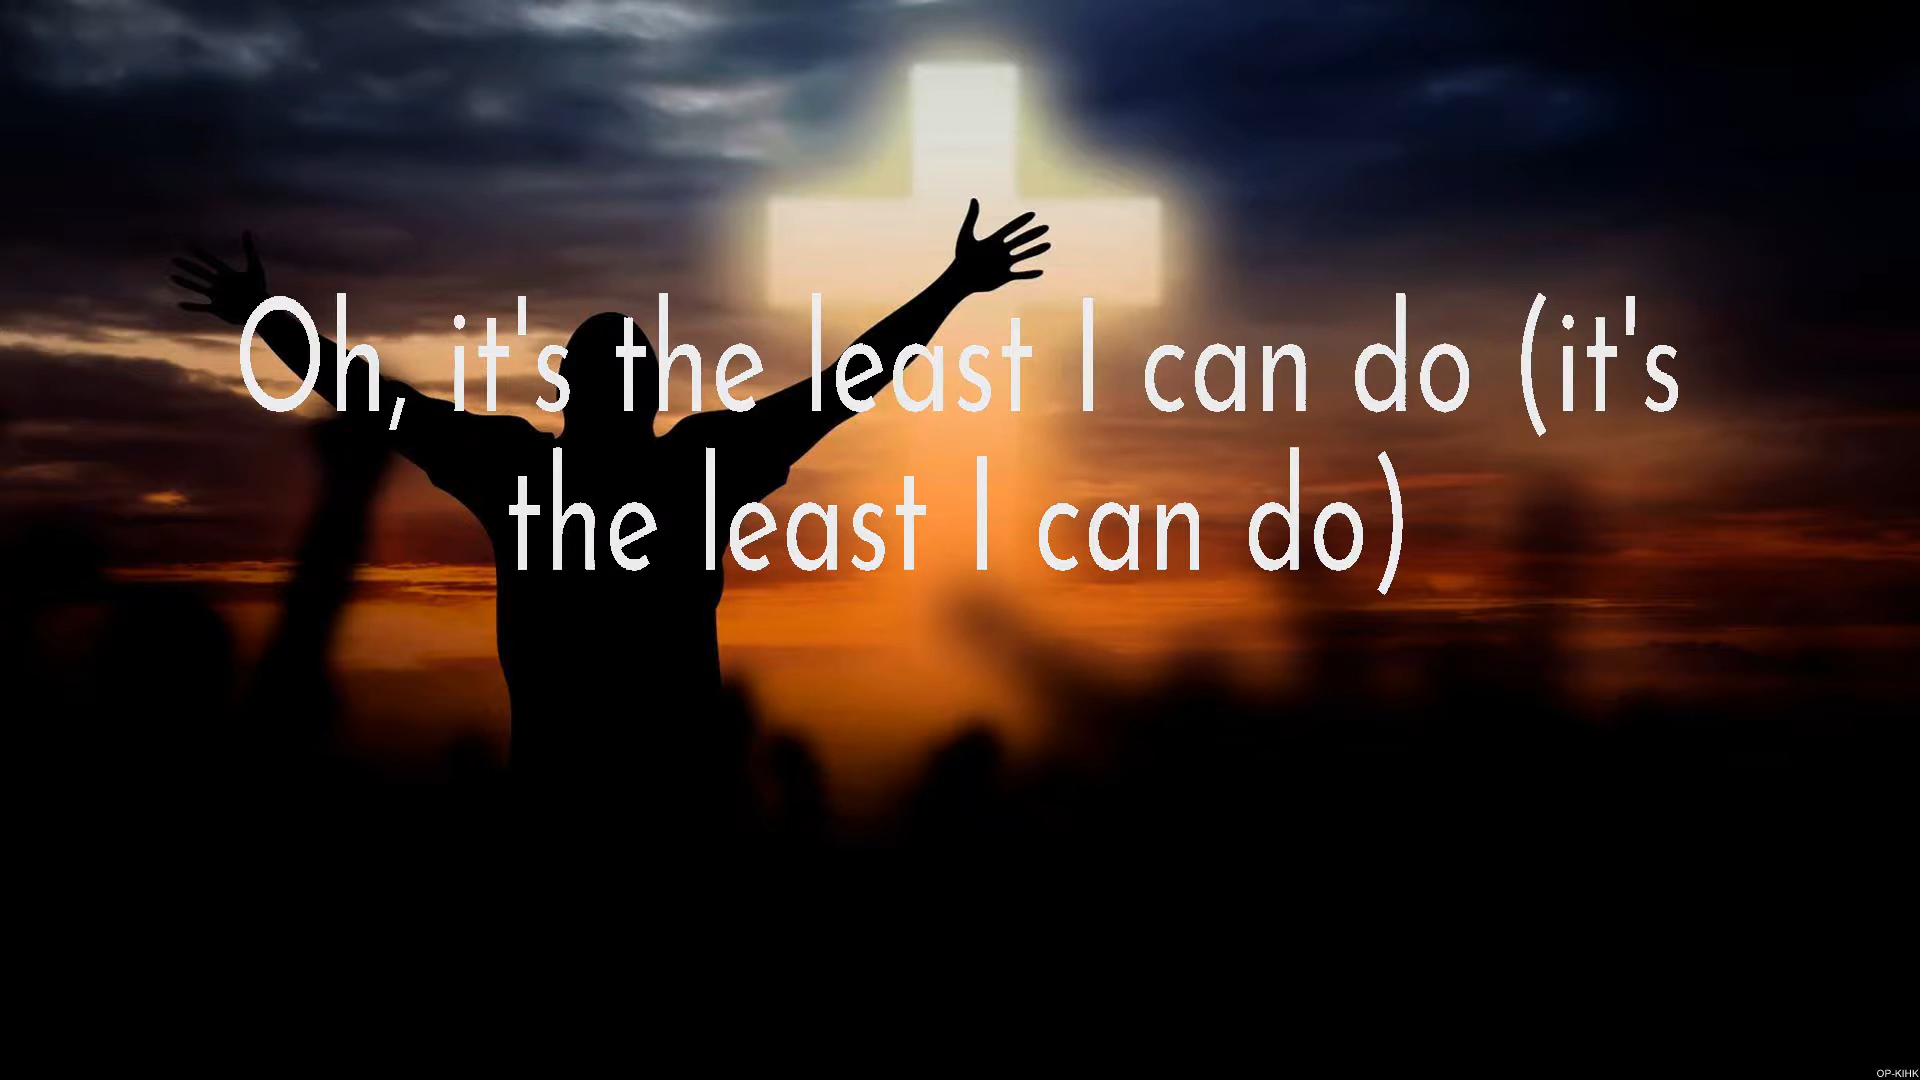 Oh, it's the least I can do (it's
the least I can do)
OP-KIHK